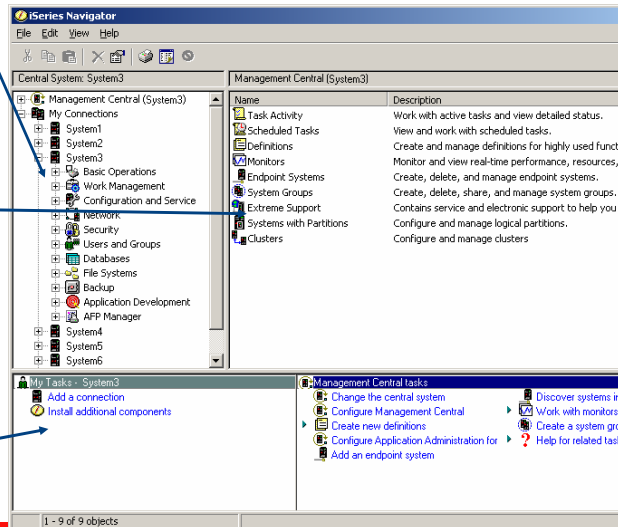 iSeries Navigator
File Edit View Help
Central System: System3
Management Central (System3)
Management Central (System3)
My Connections
System1
System2
System3
Basic Operations
Work Management
Configuration and Service
Network
Security
Users and Groups
Databases
File Systems
Backup
Application Development
AFP Manager
System4
System5
System6
Name Description
Task Activity Work with active tasks and view detailed status.
Scheduled Tasks View and work with scheduled tasks.
Definitions Create and manage definitions for highly used funct
Monitors Monitor and view real-time performance, resources,
Endpoint Systems Create, delete, and manage endpoint systems.
System Groups Create, delete, share, and manage system groups.
Extreme Support Contains service and electronic support to help you
Systems with Partitions Configure and manage logical partitions.
Clusters Configure and manage clusters
My Tasks - System3
Add a connection
Install additional components
Management Central tasks
Change the central system
Configure Management Central
Create new definitions
Configure Application Administration for
Add an endpoint system
Discover systems in
Work with monitors
Create a system gro
Help for related task
1 - 9 of 9 objects